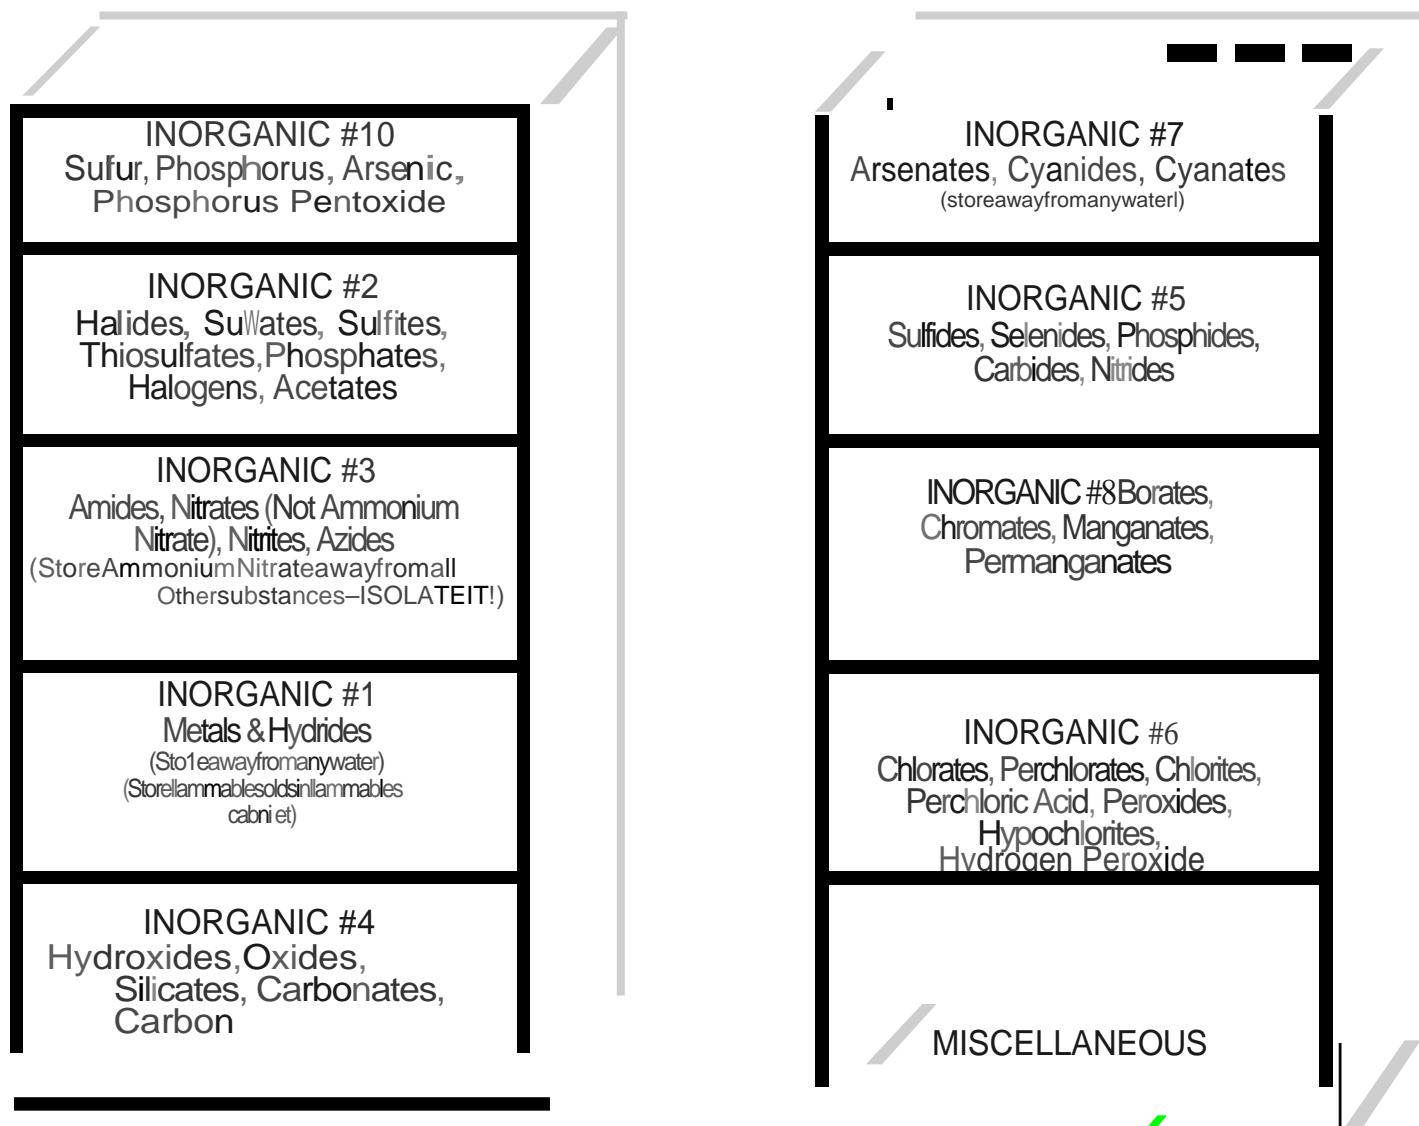 INORGANIC #10
Sulfur, Phosphorus, Arsenic,
Phosphorus Pentoxide
INORGANIC #2
Halides, SuWates, Sulfites,
Thiosulfates,Phosphates,
Halogens, Acetates
INORGANIC #3
Amides, Nitrates (Not Ammonium
Nitrate), Nitrites, Azides
(StoreAmmoniumNitrateawayfromall
Othersubstances–ISOLATEIT!)
INORGANIC #1
Metals & Hydrides
(Sto1eawayfromanywater)
(Storellammablesoldsinllammables
cabni et)
INORGANIC #4
Hydroxides,Oxides,
Silicates, Carbonates,
Carbon
INORGANIC #7
Arsenates, Cyanides, Cyanates
(storeawayfromanywaterl)
INORGANIC #5
Sulfides, Selenides, Phosphides,
Carbides, Nitrides
INORGANIC #8Borates,
Chromates, Manganates,
Permanganates
INORGANIC #6
Chlorates, Perchlorates, Chlorites,
Perchloric Acid, Peroxides,
Hypochlorites,
Hydrogen Peroxide
MISCELLANEOUS